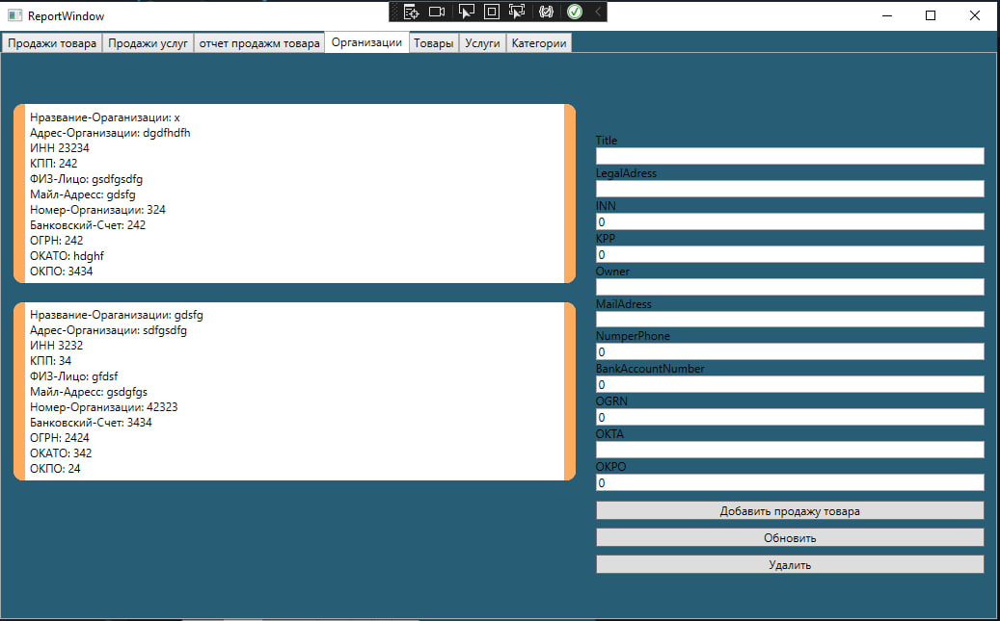 ReportWindow
Продажи товара Продажи услуг отчет продажм товара Организации Товары Услуги Категории
Нразвание-Ораганизации: x
Адрес-Организации: dgdfhdfh
ИНН 23234
КПП: 242
ФИЗ-Лицо: gsdfgsdfg
Майл-Адресс: gdsfg
Номер-Организации: 324
Банковский-Счет: 242
ОГРН: 242
ОКАТО: hdghf
ОКПО: 3434
Нразвание-Ораганизации: gdsfg
Адрес-Организации: sdfgsdfg
ИНН 3232
КПП: 34
ФИЗ-Лицо: gfdsf
Майл-Адресс: gsdgfgs
Номер-Организации: 42323
Банковский-Счет: 3434
ОГРН: 2424
ОКАТО: 342
ОКПО: 24
Title
LegalAdress
INN
0
KPP
0
Owner
MailAdress
NumperPhone
0
BankAccountNumber
0
OGRN
0
OKTA
OKPO
0
Добавить продажу товара
Обновить
Удалить